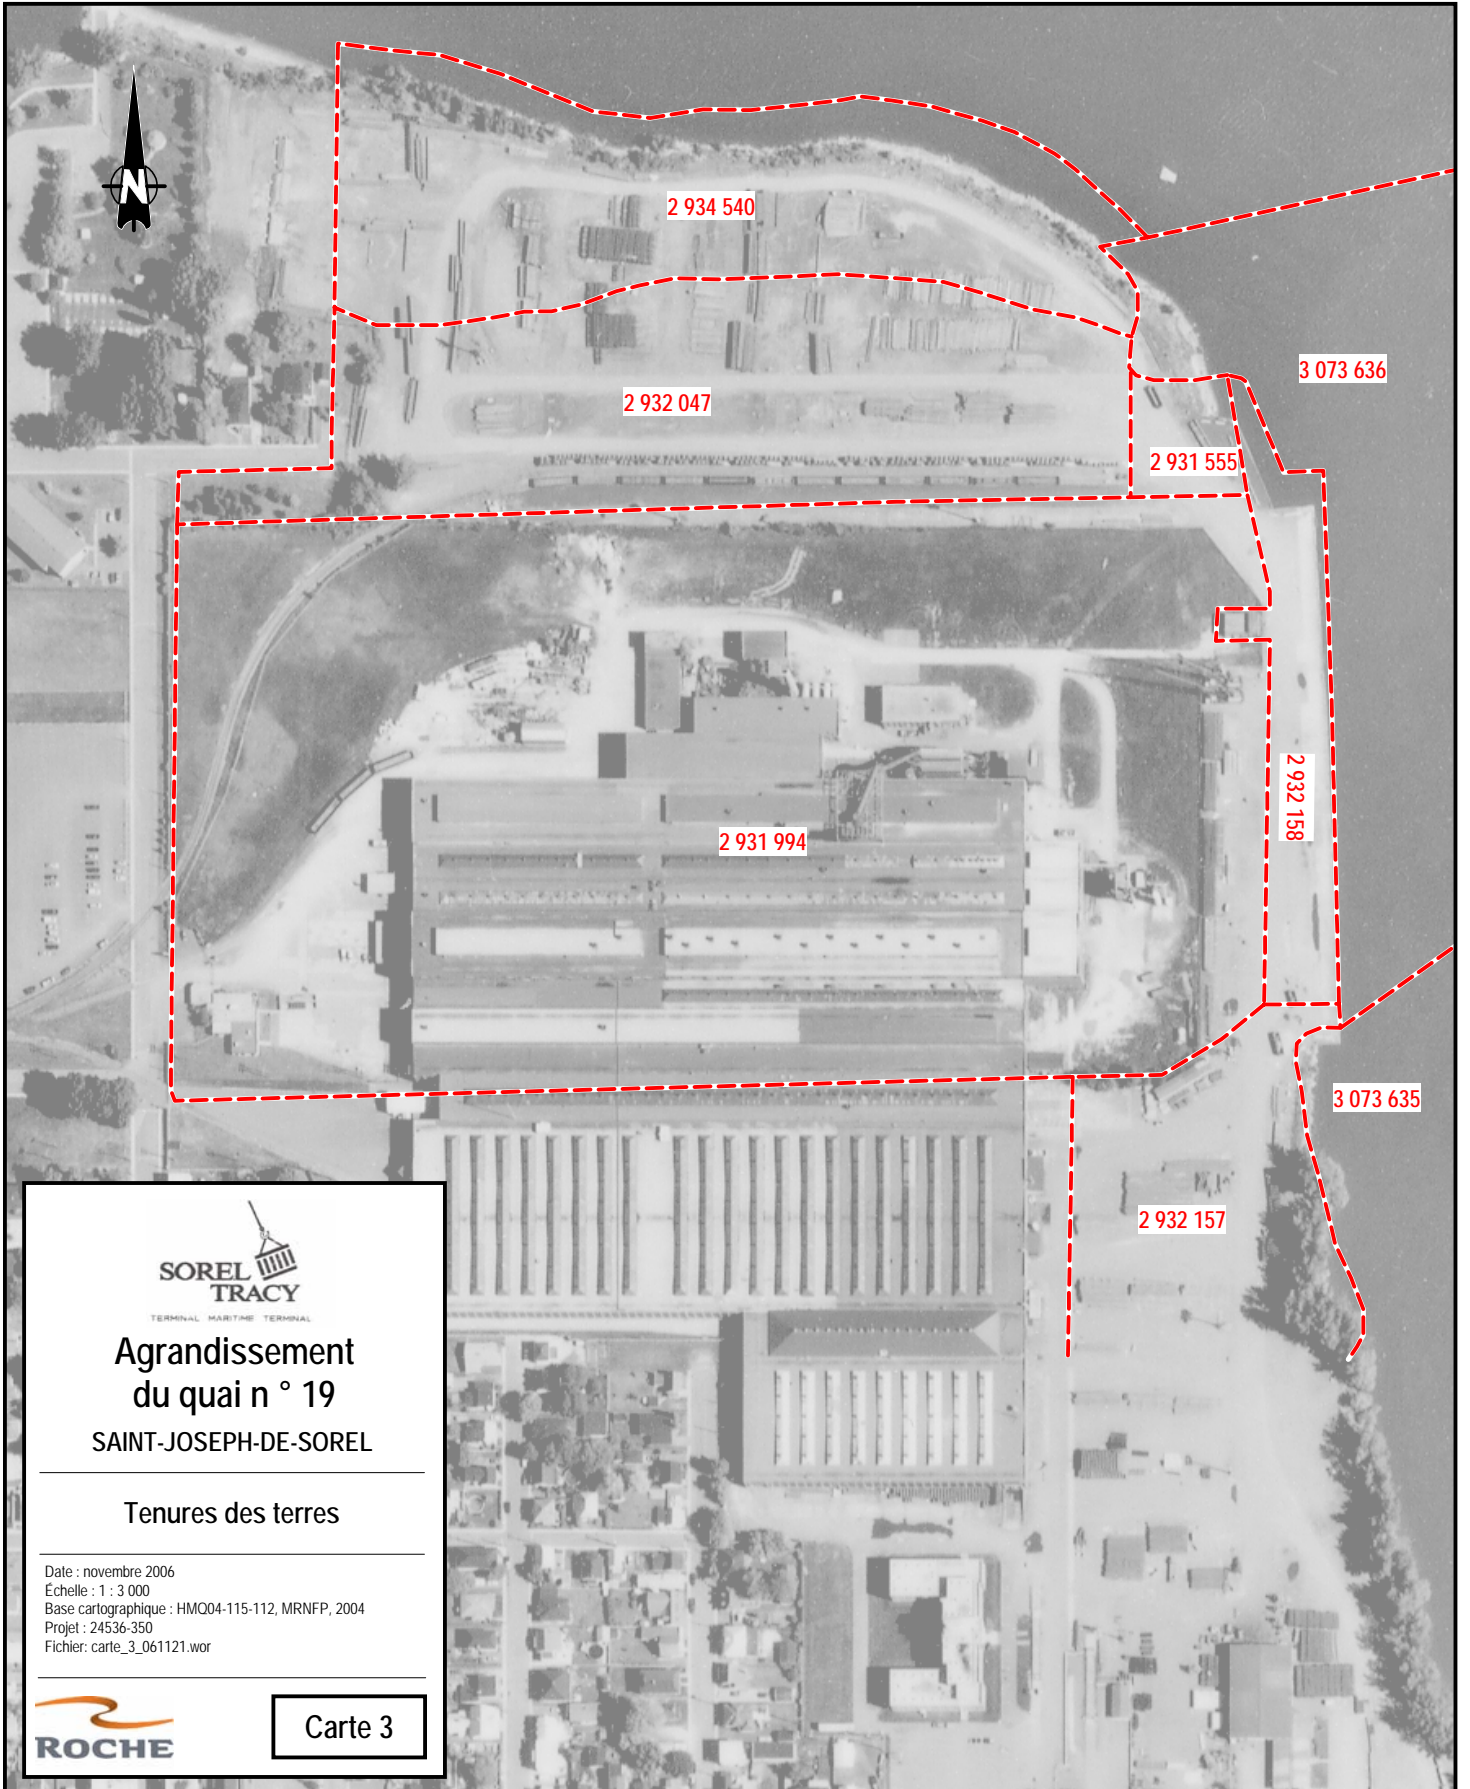 N
2 934 540
3 073 636
2 932 047
2 931 555
2 932 158
2 931 994
3 073 635
2 932 157
SOREL
TRACY
TERMINAL MARITIME TERMINAL
Agrandissement
du quai n ° 19
SAINT-JOSEPH-DE-SOREL
Tenures des terres
Date : novembre 2006
Échelle : 1 : 3 000
Base cartographique : HMQ04-115-112, MRNFP, 2004
Projet : 24536-350
Fichier: carte_3_061121.wor
ROCHE
Carte 3